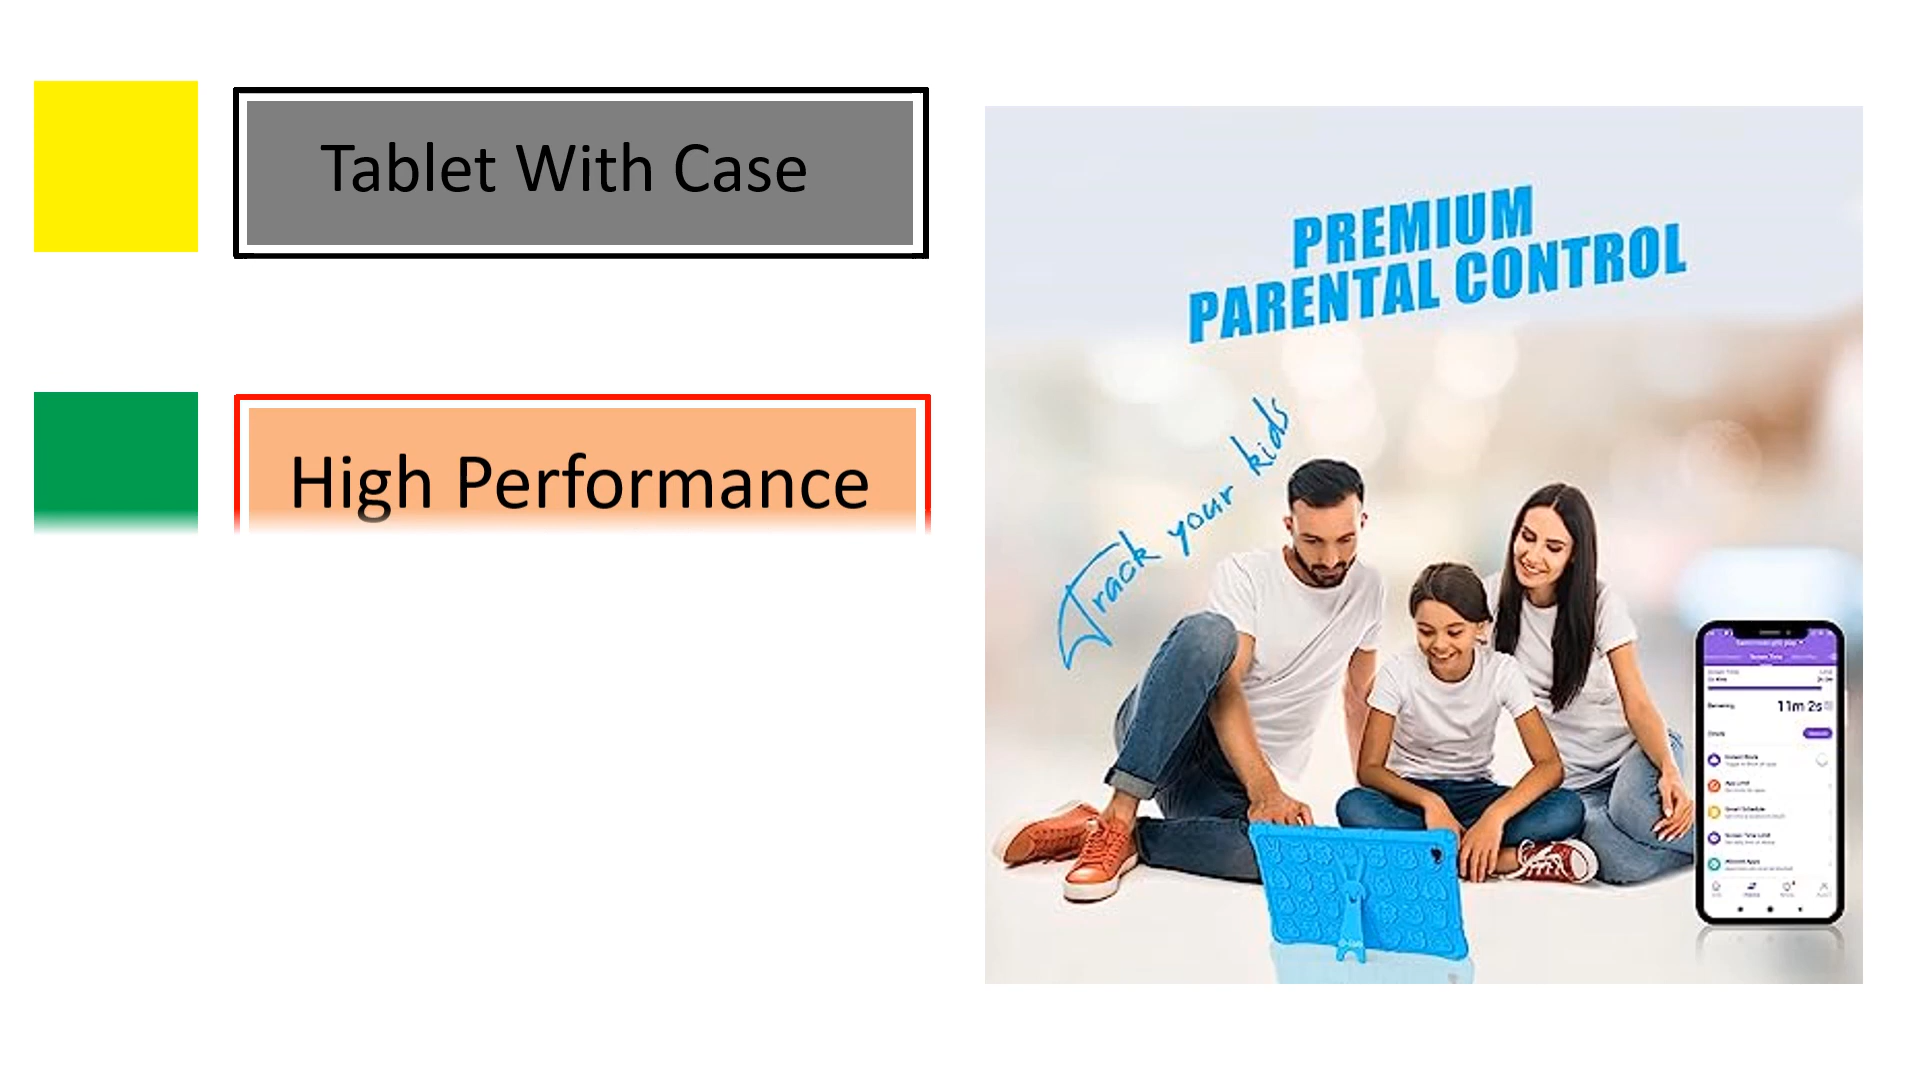 Tablet With Case
High Performance
PREMIUM
PARENTAL CONTROL
Track your kids
11m 2s